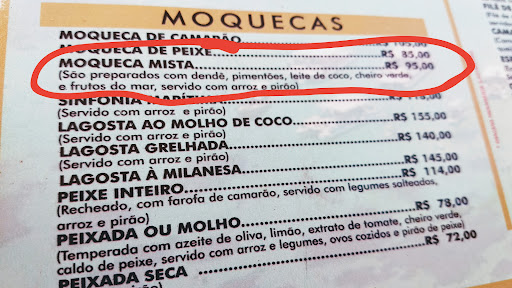 MOQUECAS
MOQUECA DE CAMARÃO
MOQUECA DE PEIXE R$ 85,00
MOQUECA MISTA R$ 95,00
(São preparados com dendê, pimentões, leite de coco, cheiro verde,
e frutos do mar, servido com arroz e pirão)
SINFONIA MARÍTIMA
(Servido com arroz e pirão)
LAGOSTA AO MOLHO DE COCO R$ 155,00
(Servido com arroz e pirão)
LAGOSTA GRELHADA R$ 140,00
(Servido com arroz e pirão)
LAGOSTA À MILANESA R$ 145,00
PEIXE INTEIRO R$ 114,00
(Recheado, com farofa de camarão, servido com legumes salteados,
arroz e pirão)
PEIXADA OU MOLHO R$ 78,00
(Temperada com azeite de oliva, limão, extrato de tomate, cheiro verde,
caldo de peixe, servido com arroz e legumes, ovos cozidos e pirão de peixe)
PEIXADA SECA R$ 72,00